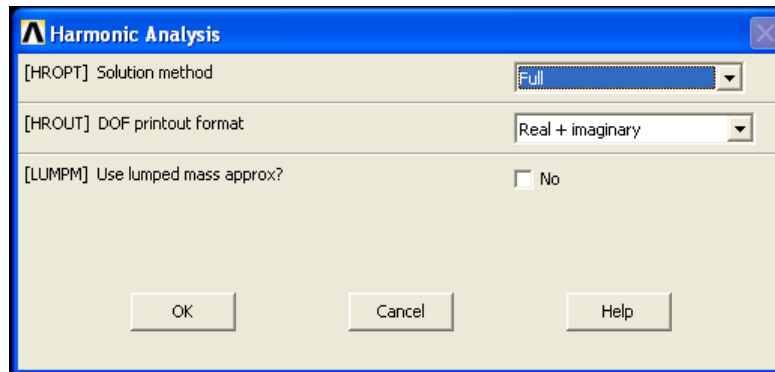 Harmonic Analysis
[HROPT] Solution method Full
[HROUT] DOF printout format Real + imaginary
[LUMPM] Use lumped mass approx? No
OK Cancel Help